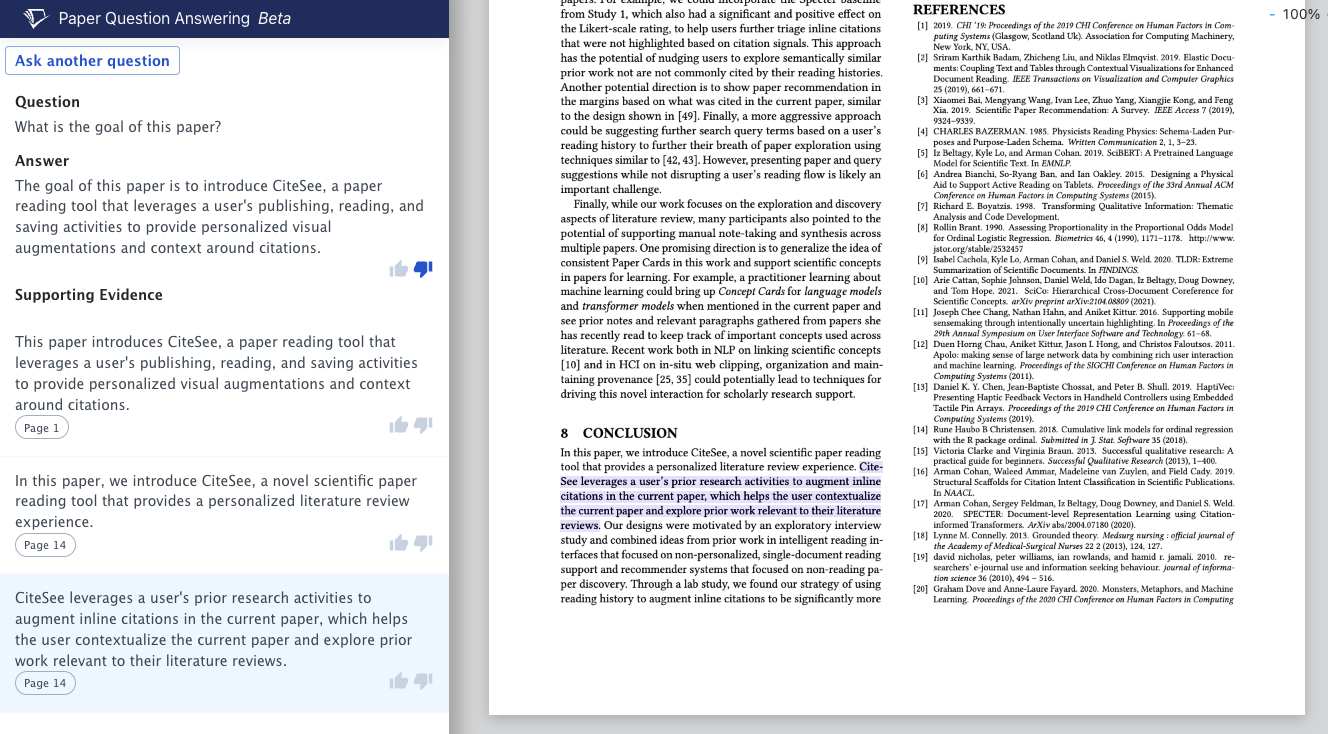 Paper Question Answering Beta
Ask another question
Question
What is the goal of this paper?
Answer
The goal of this paper is to introduce CiteSee, a paper
reading tool that leverages a user's publishing, reading, and
saving activities to provide personalized visual
augmentations and context around citations.
Supporting Evidence
This paper introduces CiteSee, a paper reading tool that
leverages a user's publishing, reading, and saving activities
to provide personalized visual augmentations and context
around citations.
Page 1
In this paper, we introduce CiteSee, a novel scientific paper
reading tool that provides a personalized literature review
experience.
Page 14
CiteSee leverages a user's prior research activities to
augment inline citations in the current paper, which helps
the user contextualize the current paper and explore prior
work relevant to their literature reviews.
Page 14
papers. For example, we could incorporate the Specter baseline
from Study 1, which also had a significant and positive effect on
the Likert-scale rating, to help users further triage inline citations
that were not highlighted based on citation signals. This approach
has the potential of nudging users to explore semantically similar
prior work not are not commonly cited by their reading histories.
Another potential direction is to show paper recommendation in
the margins based on what was cited in the current paper, similar
to the design shown in [49]. Finally, a more aggressive approach
could be suggesting further search query terms based on a user's
reading history to further their breath of paper exploration using
techniques similar to [42, 43]. However, presenting paper and query
suggestions while not disrupting a user's reading flow is likely an
important challenge.
Finally, while our work focuses on the exploration and discovery
aspects of literature review, many participants also pointed to the
potential of supporting manual note-taking and synthesis across
multiple papers. One promising direction is to generalize the idea of
consistent Paper Cards in this work and support scientific concepts
in papers for learning. For example, a practitioner learning about
machine learning could bring up Concept Cards for language models
and transformer models when mentioned in the current paper and
see prior notes and relevant paragraphs gathered from papers she
has recently read to keep track of important concepts used across
literature. Recent work both in NLP on linking scientific concepts
[10] and in HCI on in-situ web clipping, organization and main-
taining provenance [25, 35] could potentially lead to techniques for
driving this novel interaction for scholarly research support.
8 CONCLUSION
In this paper, we introduce CiteSee, a novel scientific paper reading
tool that provides a personalized literature review experience. Cite-
See leverages a user's prior research activities to augment inline
citations in the current paper, which helps the user contextualize
the current paper and explore prior work relevant to their literature
reviews. Our designs were motivated by an exploratory interview
study and combined ideas from prior work in intelligent reading in-
terfaces that focused on non-personalized, single-document reading
support and recommender systems that focused on non-reading pa-
per discovery. Through a lab study, we found our strategy of using
reading history to augment inline citations to be significantly more
REFERENCES
[1] 2019. CHI '19: Proceedings of the 2019 CHI Conference on Human Factors in Com-
puting Systems (Glasgow, Scotland Uk). Association for Computing Machinery,
New York, NY, USA.
[2] Sriram Karthik Badam, Zhicheng Liu, and Niklas Elmqvist. 2019. Elastic Docu-
ments: Coupling Text and Tables through Contextual Visualizations for Enhanced
Document Reading. IEEE Transactions on Visualization and Computer Graphics
25 (2019), 661–671.
[3] Xiaomei Bai, Mengyang Wang, Ivan Lee, Zhuo Yang, Xiangjie Kong, and Feng
Xia. 2019. Scientific Paper Recommendation: A Survey. IEEE Access 7 (2019),
9324–9339.
[4] CHARLES BAZERMAN. 1985. Physicists Reading Physics: Schema-Laden Pur-
poses and Purpose-Laden Schema. Written Communication 2, 1, 3–23.
[5] Iz Beltagy, Kyle Lo, and Arman Cohan. 2019. SciBERT: A Pretrained Language
Model for Scientific Text. In EMNLP.
[6] Andrea Bianchi, So-Ryang Ban, and Ian Oakley. 2015. Designing a Physical
Aid to Support Active Reading on Tablets. Proceedings of the 33rd Annual ACM
Conference on Human Factors in Computing Systems (2015).
[7] Richard E. Boyatzis. 1998. Transforming Qualitative Information: Thematic
Analysis and Code Development.
[8] Rollin Brant. 1990. Assessing Proportionality in the Proportional Odds Model
for Ordinal Logistic Regression. Biometrics 46, 4 (1990), 1171–1178. http://www.
jstor.org/stable/2532457
[9] Isabel Cachola, Kyle Lo, Arman Cohan, and Daniel S. Weld. 2020. TLDR: Extreme
Summarization of Scientific Documents. In FINDINGS.
[10] Arie Cattan, Sophie Johnson, Daniel Weld, Ido Dagan, Iz Beltagy, Doug Downey,
and Tom Hope. 2021. SciCo: Hierarchical Cross-Document Coreference for
Scientific Concepts. arXiv preprint arXiv:2104.08809 (2021).
[11] Joseph Chee Chang, Nathan Hahn, and Aniket Kittur. 2016. Supporting mobile
sensemaking through intentionally uncertain highlighting. In Proceedings of the
29th Annual Symposium on User Interface Software and Technology. 61–68.
[12] Duen Horng Chau, Aniket Kittur, Jason I. Hong, and Christos Faloutsos. 2011.
Apolo: making sense of large network data by combining rich user interaction
and machine learning. Proceedings of the SIGCHI Conference on Human Factors in
Computing Systems (2011).
[13] Daniel K. Y. Chen, Jean-Baptiste Chossat, and Peter B. Shull. 2019. HaptiVec:
Presenting Haptic Feedback Vectors in Handheld Controllers using Embedded
Tactile Pin Arrays. Proceedings of the 2019 CHI Conference on Human Factors in
Computing Systems (2019).
[14] Rune Haubo B Christensen. 2018. Cumulative link models for ordinal regression
with the R package ordinal. Submitted in J. Stat. Software 35 (2018).
[15] Victoria Clarke and Virginia Braun. 2013. Successful qualitative research: A
practical guide for beginners. Successful Qualitative Research (2013), 1–400.
[16] Arman Cohan, Waleed Ammar, Madeleine van Zuylen, and Field Cady. 2019.
Structural Scaffolds for Citation Intent Classification in Scientific Publications.
In NAACL.
[17] Arman Cohan, Sergey Feldman, Iz Beltagy, Doug Downey, and Daniel S. Weld.
2020. SPECTER: Document-level Representation Learning using Citation-
informed Transformers. ArXiv abs/2004.07180 (2020).
[18] Lynne M. Connelly. 2013. Grounded theory. Medsurg nursing : official journal of
the Academy of Medical-Surgical Nurses 22 2 (2013), 124, 127.
[19] david nicholas, peter williams, ian rowlands, and hamid r. jamali. 2010. re-
searchers' e-journal use and information seeking behaviour. journal of informa-
tion science 36 (2010), 494 – 516.
[20] Graham Dove and Anne-Laure Fayard. 2020. Monsters, Metaphors, and Machine
Learning. Proceedings of the 2020 CHI Conference on Human Factors in Computing
- 100%